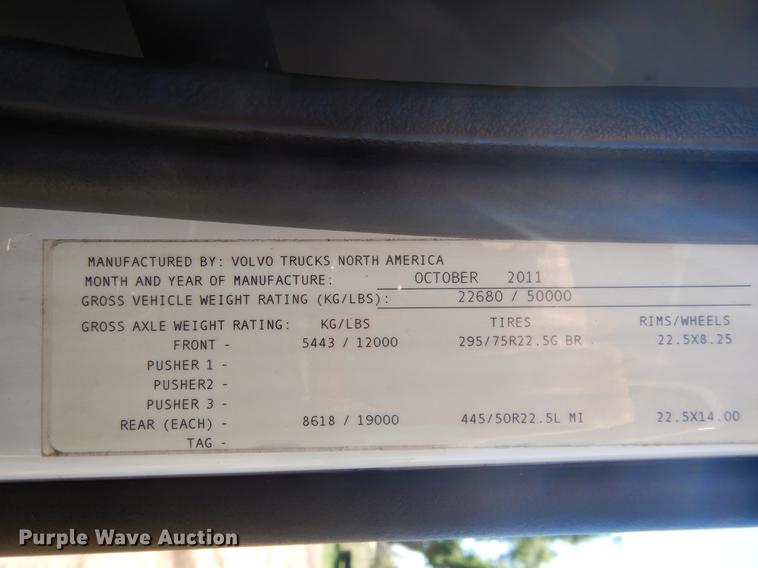 MANUFACTURED BY: VOLVO TRUCKS NORTH AMERICA
MONTH AND YEAR OF MANUFACTURE: OCTOBER 2011
GROSS VEHICLE WEIGHT RATING (KG/LBS): 22680 / 50000
GROSS AXLE WEIGHT RATING: KG/LBS TIRES RIMS/WHEELS
FRONT - 5443 / 12000 295/75R22.5G BR 22.5X8.25
PUSHER 1 -
PUSHER2 -
PUSHER 3 -
REAR (EACH) - 8618 / 19000 445/50R22.5L MI 22.5X14.00
TAG -
Purple Wave Auction